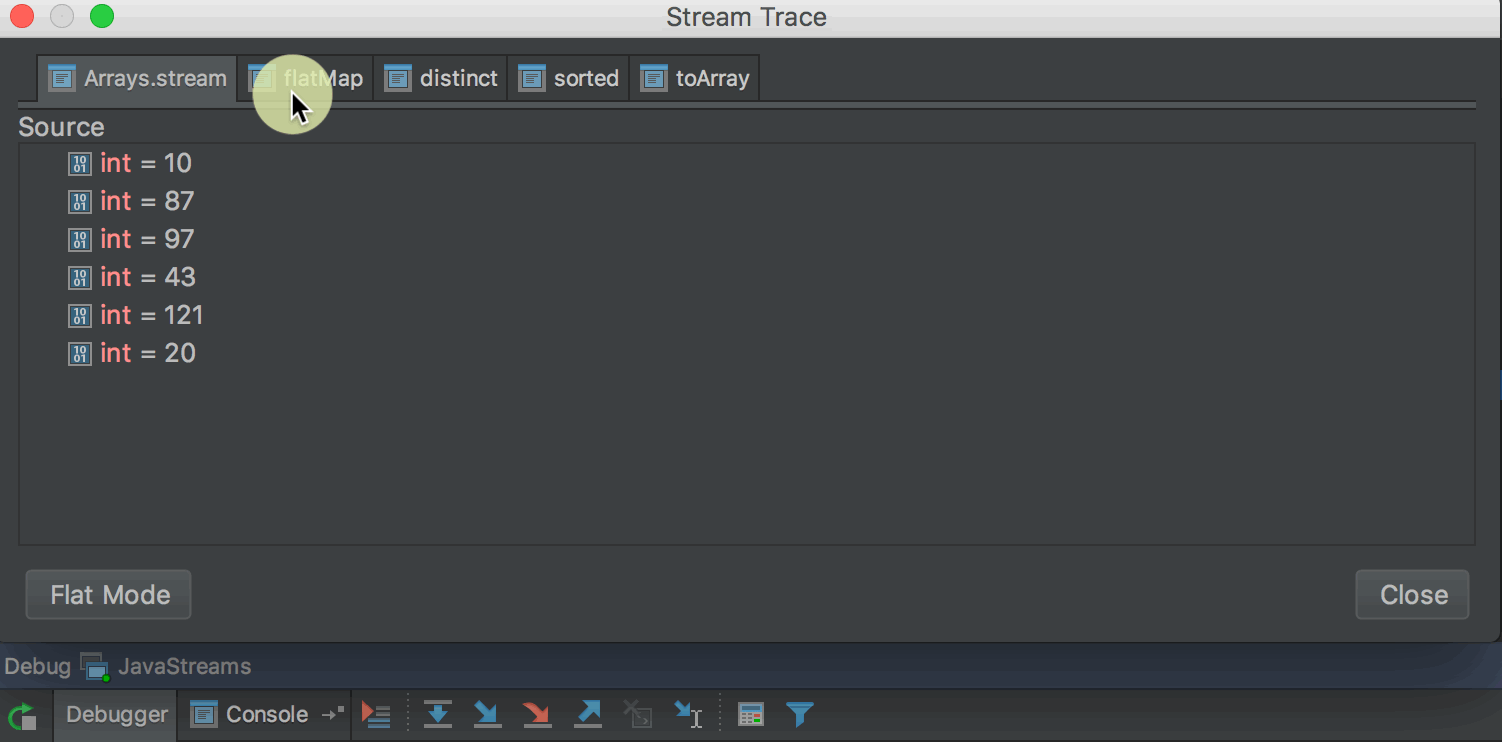 Stream Trace
Arrays.stream flatMap distinct sorted toArray
Source
int = 10
int = 87
int = 97
int = 43
int = 121
int = 20
Flat Mode Close
Debug JavaStreams
Debugger Console